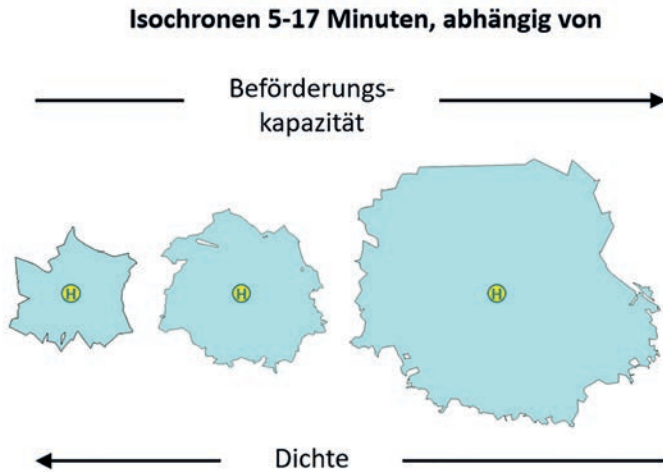 Isochronen 5-17 Minuten, abhängig von
Beförderungs-
kapazität
H
H
H
Dichte